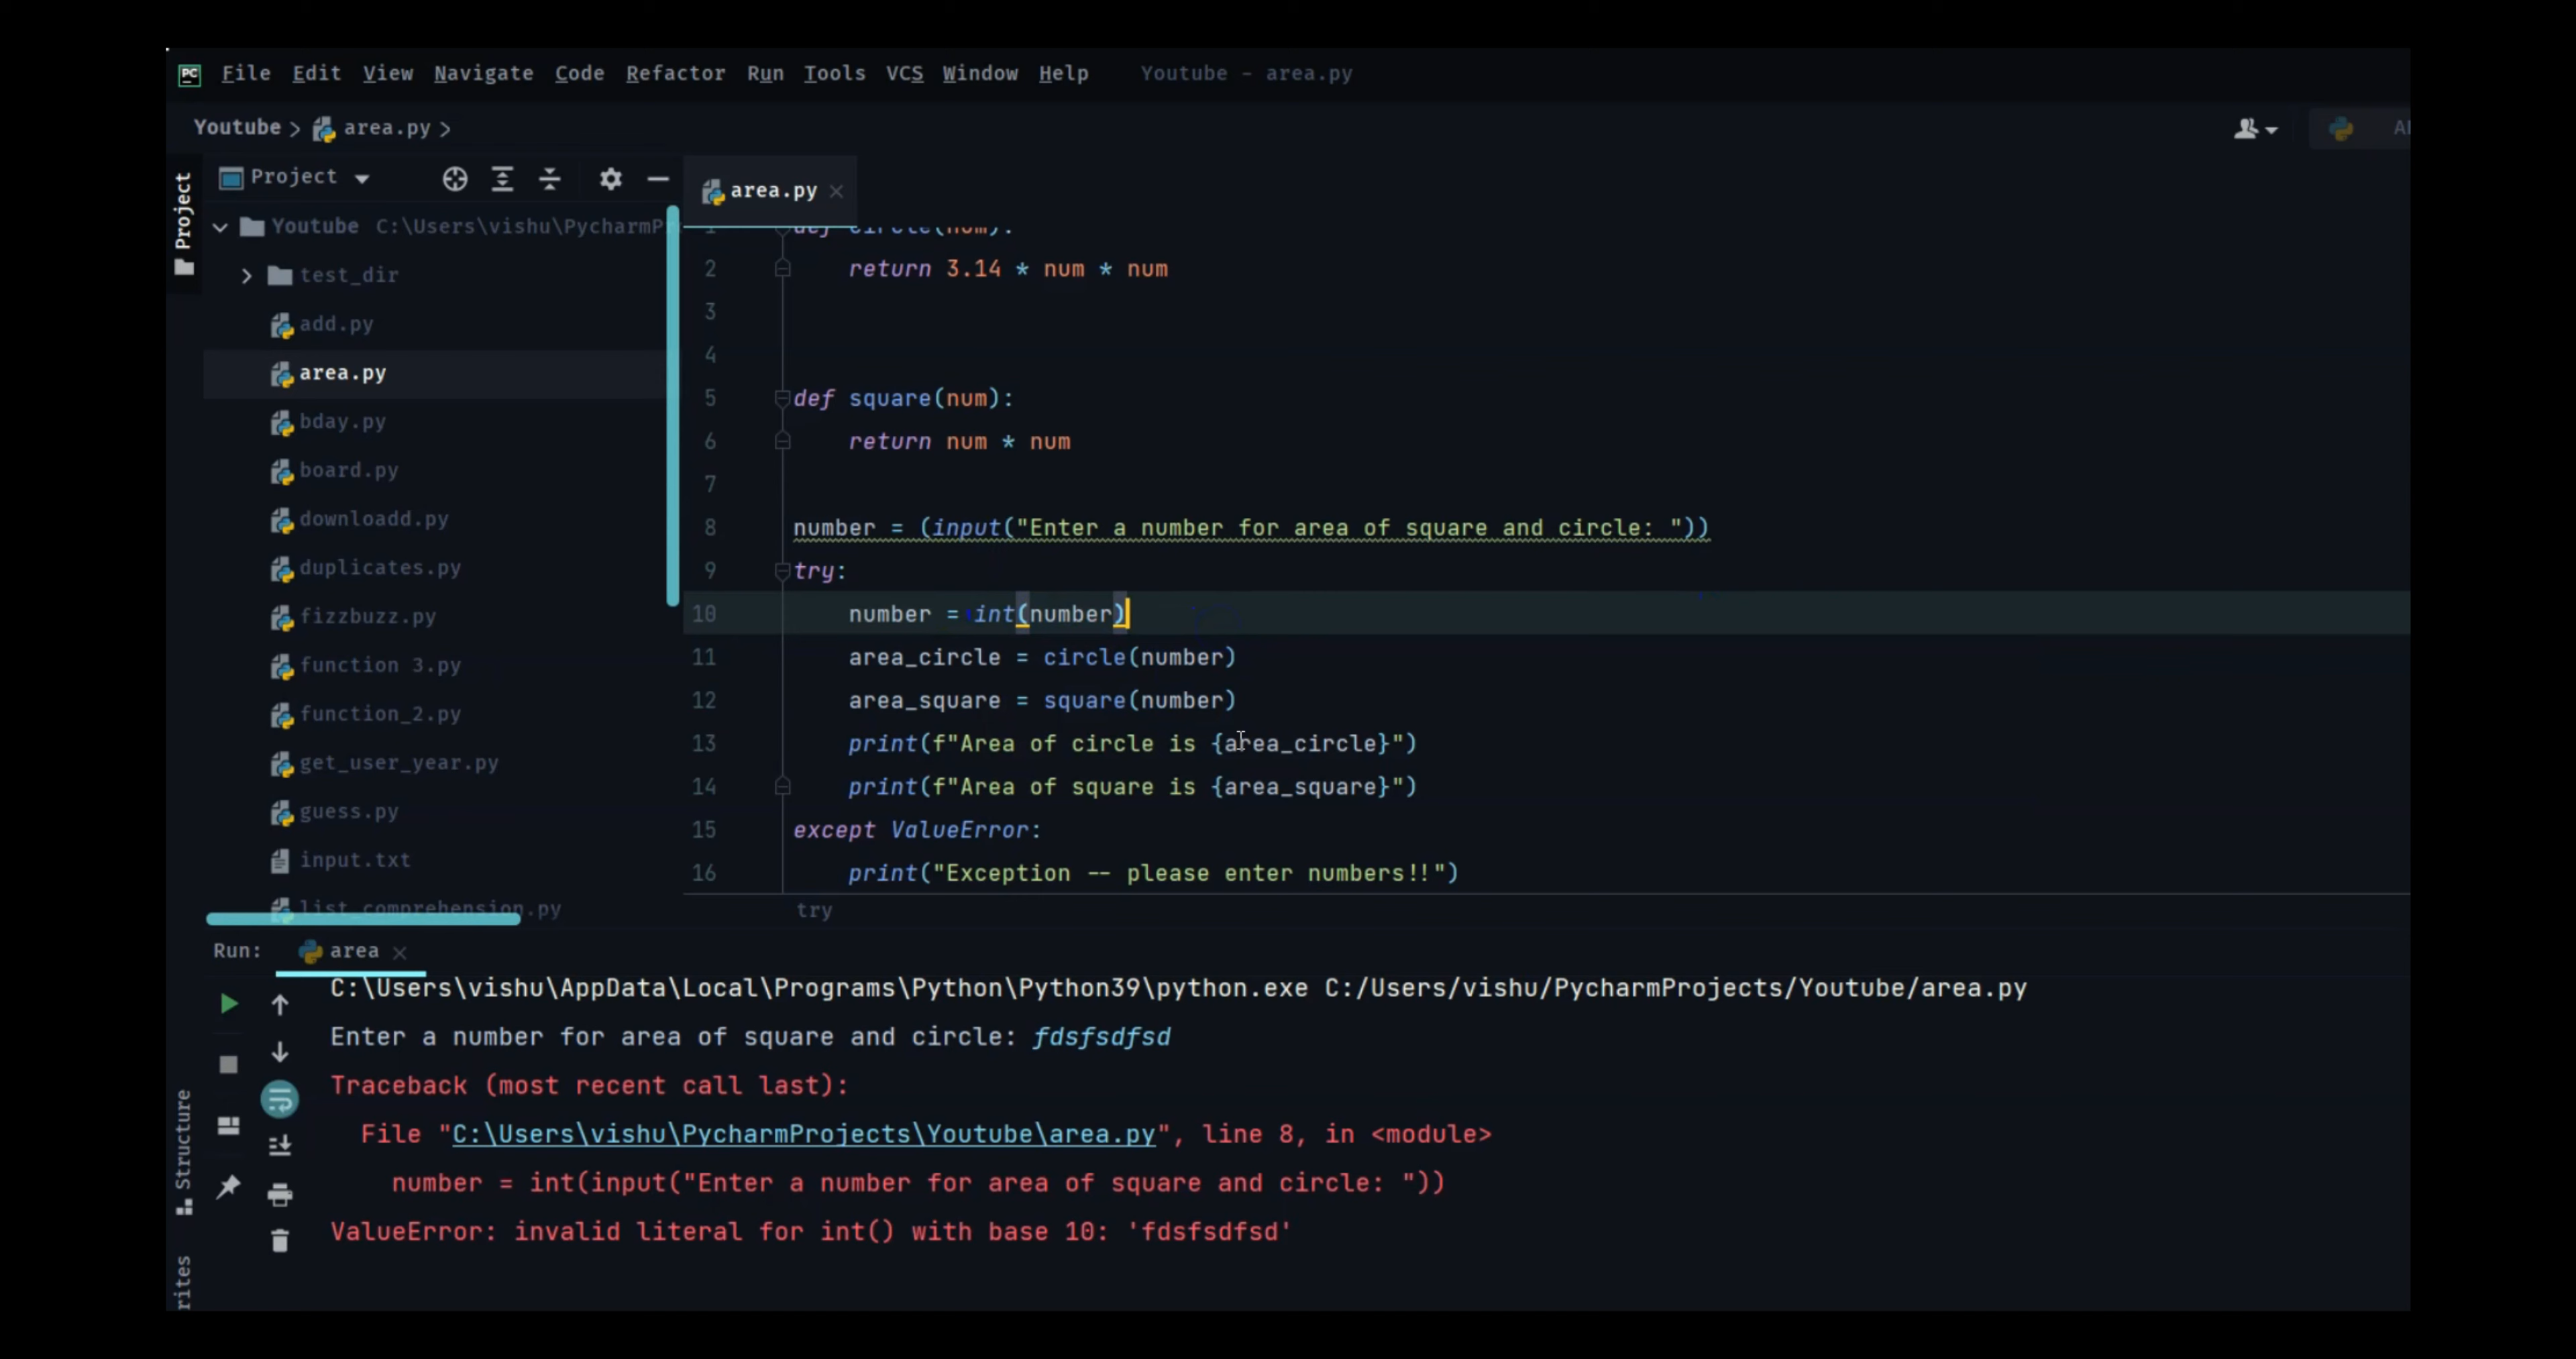 File Edit View Navigate Code Refactor Run Tools VCS Window Help Youtube - area.py
Youtube > area.py >
Project
Project
area.py
Youtube C:\Users\vishu\PycharmPr
test_dir
add.py
area.py
bday.py
board.py
downloadd.py
duplicates.py
fizzbuzz.py
function 3.py
function_2.py
get_user_year.py
guess.py
input.txt
list_comprehension.py
1 def circle(num):
2 return 3.14 * num * num
3
4
5 def square(num):
6 return num * num
7
8 number = (input("Enter a number for area of square and circle: "))
9 try:
10 number = int(number)
11 area_circle = circle(number)
12 area_square = square(number)
13 print(f"Area of circle is {area_circle}")
14 print(f"Area of square is {area_square}")
15 except ValueError:
16 print("Exception -- please enter numbers!!")
try
Run: area
C:\Users\vishu\AppData\Local\Programs\Python\Python39\python.exe C:/Users/vishu/PycharmProjects/Youtube/area.py
Enter a number for area of square and circle: fdsfsdfsd
Traceback (most recent call last):
File "C:\Users\vishu\PycharmProjects\Youtube\area.py", line 8, in <module>
number = int(input("Enter a number for area of square and circle: "))
ValueError: invalid literal for int() with base 10: 'fdsfsdfsd'
Structure